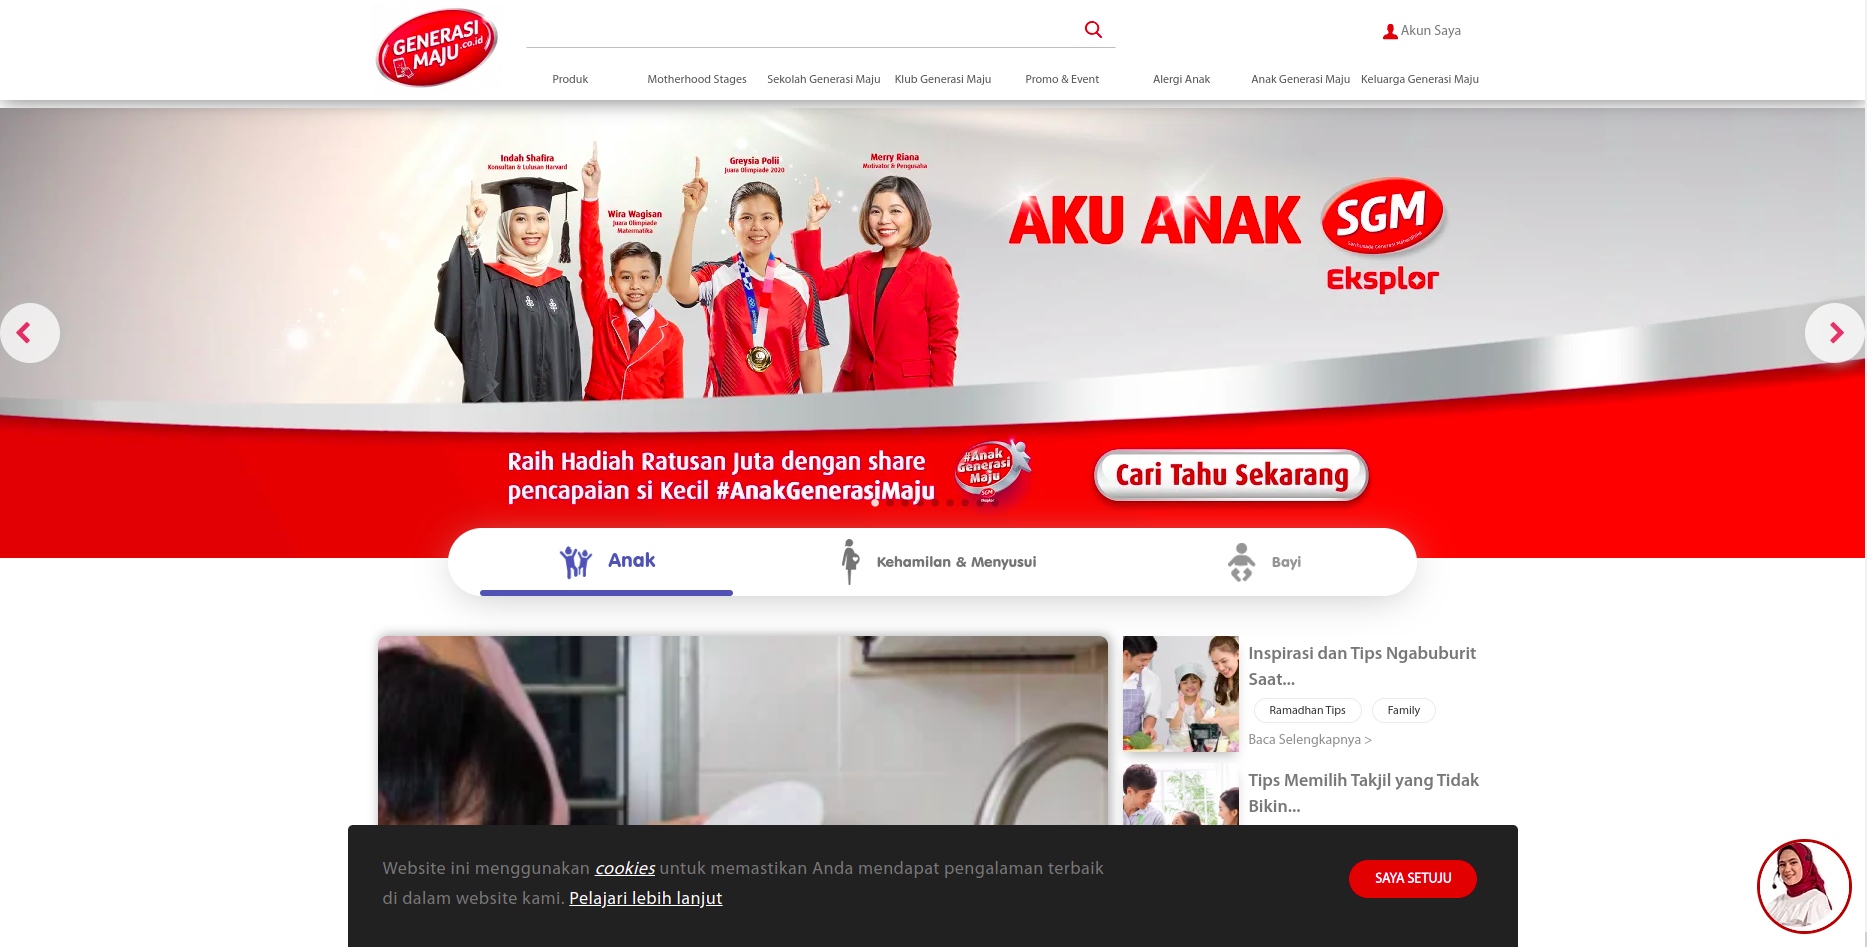 GENERASI
MAJU
.co.id
Akun Saya
Produk
Motherhood Stages
Sekolah Generasi Maju
Klub Generasi Maju
Promo & Event
Alergi Anak
Anak Generasi Maju
Keluarga Generasi Maju
Indah Shafira
Konsultan & Lulusan Harvard
Wira Wagisan
Juara Olimpiade
Matermatika
Greysia Polii
Juara Olimpiade 2020
Merry Riana
Motivator & Pengusaha
AKU ANAK
SGM
Eksplor
Raih Hadiah Ratusan Juta dengan share
pencapaian si Kecil #AnakGenerasiMaju
#Anak
Generasi
Maju
SGM
Eksplor
Cari Tahu Sekarang
Anak
Kehamilan & Menyusui
Bayi
Inspirasi dan Tips Ngabuburit
Saat...
Ramadhan Tips
Family
Baca Selengkapnya >
Tips Memilih Takjil yang Tidak
Bikin...
Website ini menggunakan cookies untuk memastikan Anda mendapat pengalaman terbaik
di dalam website kami. Pelajari lebih lanjut
SAYA SETUJU